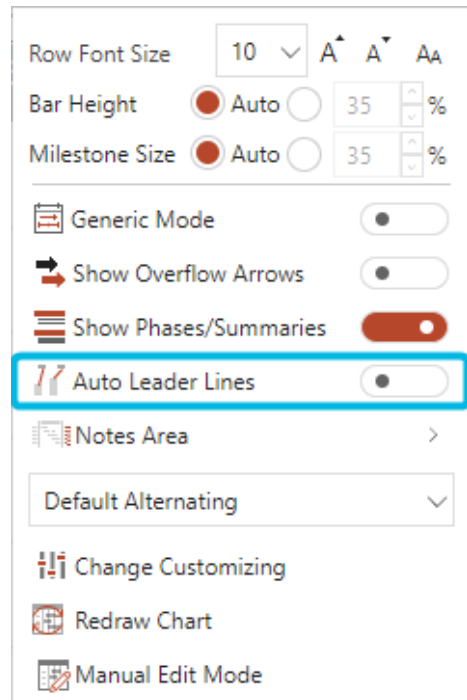 Row Font Size 10 A A AA
Bar Height Auto 35 %
Milestone Size Auto 35 %
Generic Mode
Show Overflow Arrows
Show Phases/Summaries
Auto Leader Lines
Notes Area
Default Alternating
Change Customizing
Redraw Chart
Manual Edit Mode